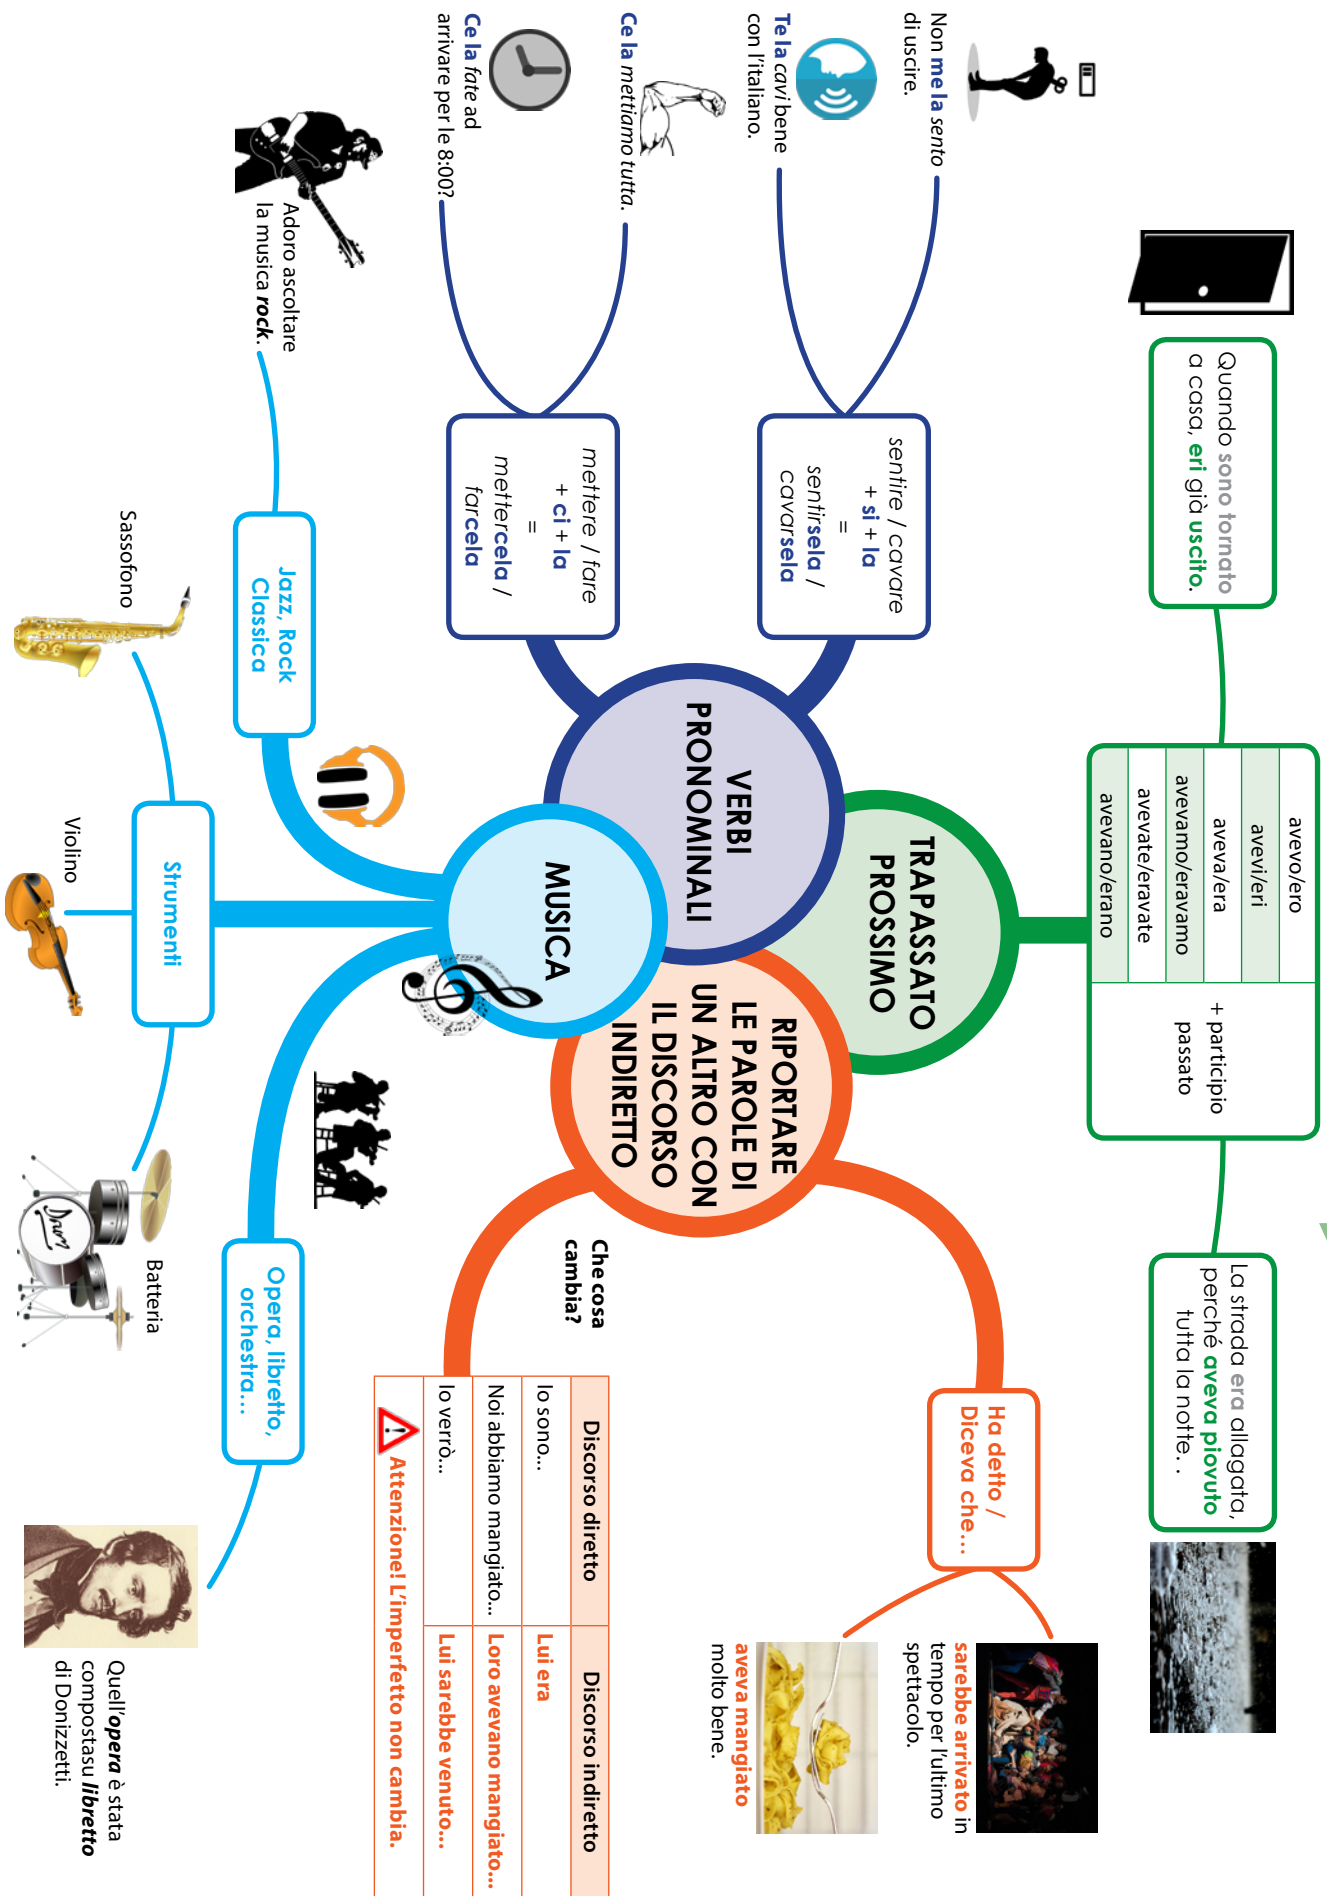 Quando sono tornato
a casa, eri già uscito.
avevo/ero
avevi/eri
aveva/era
avevamo/eravamo
avevate/eravate
avevano/erano
+ participio
passato
La strada era allagata,
perché aveva piovuto
tutta la notte. .
TRAPASSATO
PROSSIMO
Non me la sento
di uscire.
Te la cavi bene
con l'italiano.
sentire / cavare
+ si + la
=
sentirsela /
cavarsela
Ce la mettiamo tutta.
Ce la fate ad
arrivare per le 8:00?
mettere / fare
+ ci + la
=
mettercela /
farcela
VERBI
PRONOMINALI
RIPORTARE
LE PAROLE DI
UN ALTRO CON
IL DISCORSO
INDIRETTO
Ha detto /
Diceva che…
sarebbe arrivato in
tempo per l'ultimo
spettacolo.
aveva mangiato
molto bene.
Che cosa
cambia?
Discorso diretto
Discorso indiretto
Io sono...
Lui era
Noi abbiamo mangiato...
Loro avevano mangiato...
Io verrò...
Lui sarebbe venuto...
! Attenzione! L'imperfetto non cambia.
MUSICA
Adoro ascoltare
la musica rock.
Jazz, Rock
Classica
Strumenti
Sassofono
Violino
Batteria
Drum
Opera, libretto,
orchestra…
Quell'opera è stata
compostasu libretto
di Donizzetti.